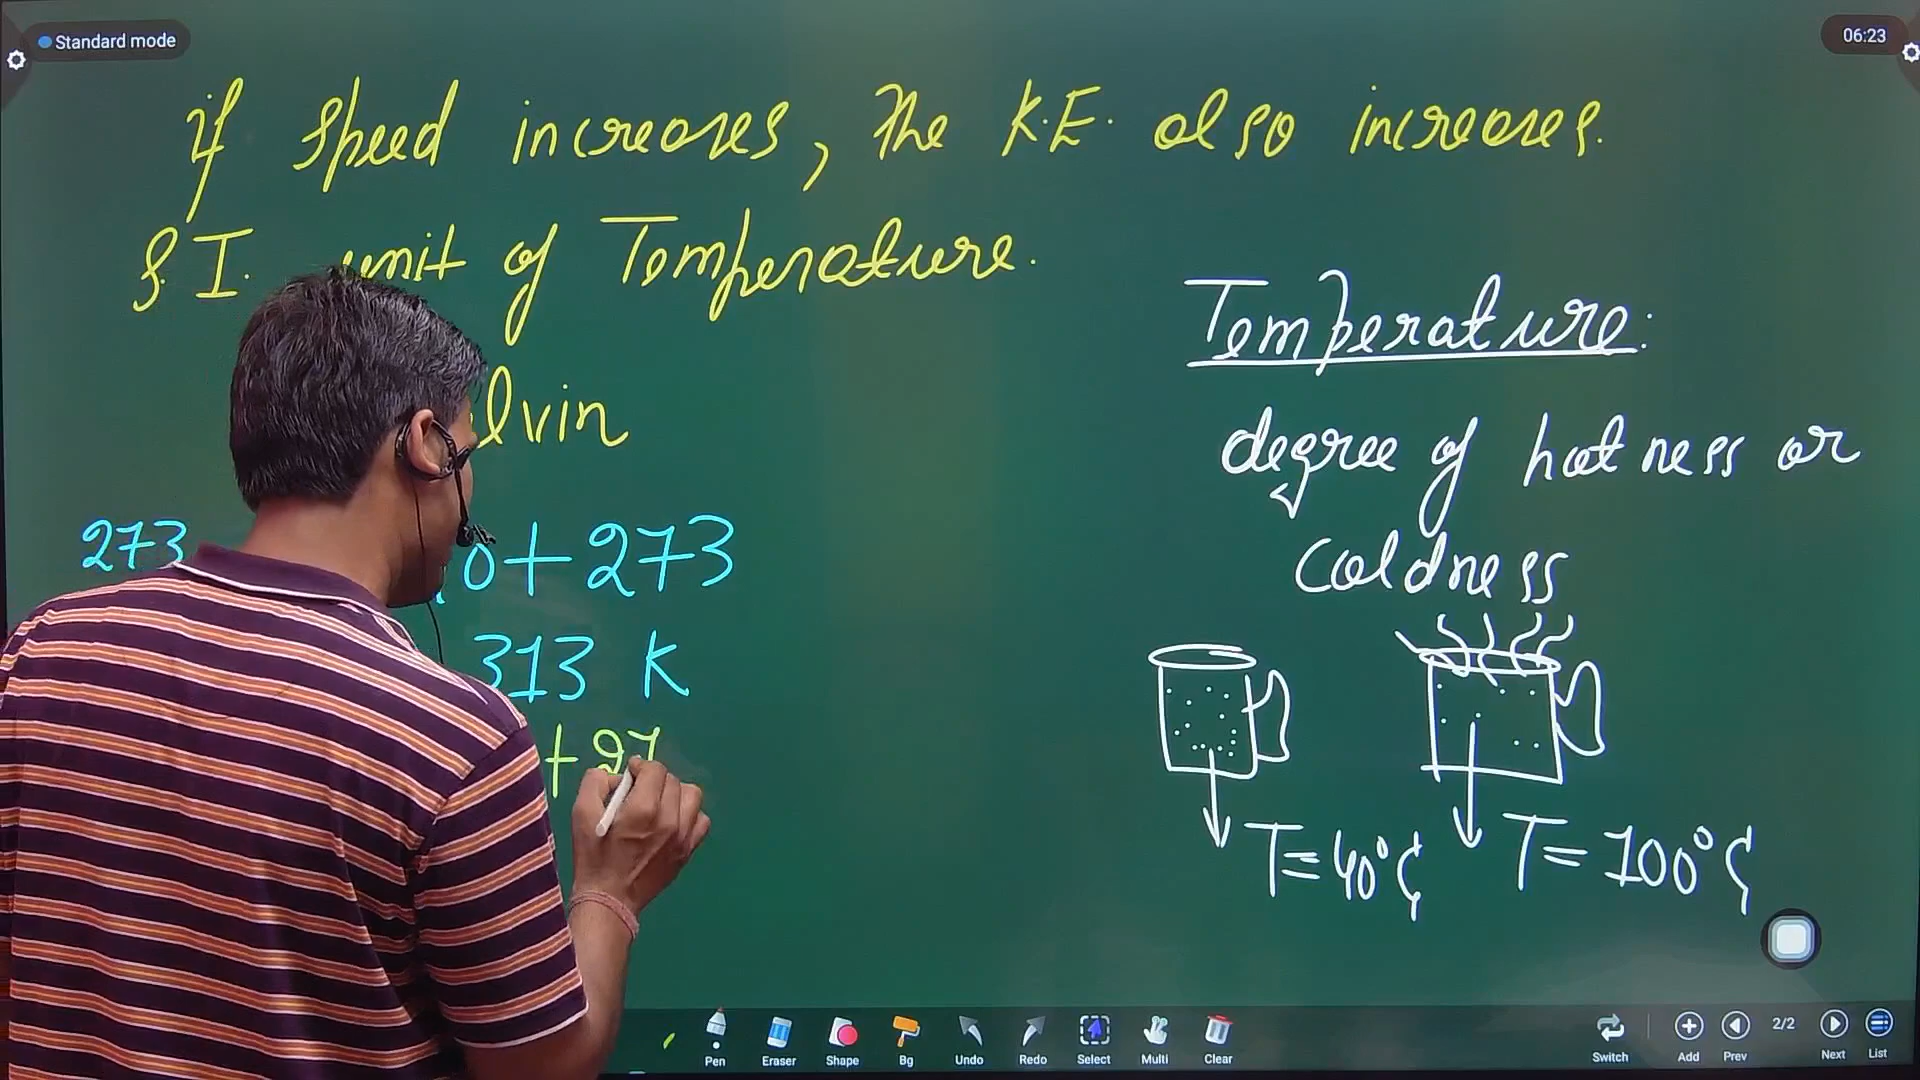 Standard mode
06:23
if speed increases, the K.E. also increases.
S.I. unit of Temperature.
Temperature:
degree of hotness or
coldness
lvin
273
0+273
313 K
+27
T=40°C
T=100°C
Pen
Eraser
Shape
Bg
Undo
Redo
Select
Multi
Clear
Switch
Add
Prev
2/2
Next
List